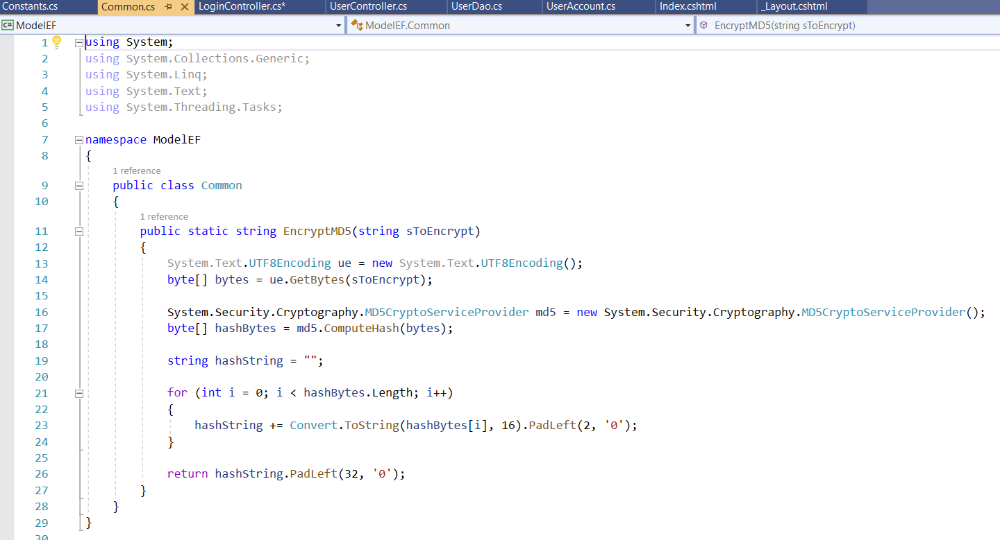 Constants.cs Common.cs LoginController.cs* UserController.cs UserDao.cs UserAccount.cs Index.cshtml _Layout.cshtml
C# ModelEF ModelEF.Common EncryptMD5(string sToEncrypt)
1 using System;
2 using System.Collections.Generic;
3 using System.Linq;
4 using System.Text;
5 using System.Threading.Tasks;
6
7 namespace ModelEF
8 {
1 reference
9 public class Common
10 {
1 reference
11 public static string EncryptMD5(string sToEncrypt)
12 {
13 System.Text.UTF8Encoding ue = new System.Text.UTF8Encoding();
14 byte[] bytes = ue.GetBytes(sToEncrypt);
15
16 System.Security.Cryptography.MD5CryptoServiceProvider md5 = new System.Security.Cryptography.MD5CryptoServiceProvider();
17 byte[] hashBytes = md5.ComputeHash(bytes);
18
19 string hashString = "";
20
21 for (int i = 0; i < hashBytes.Length; i++)
22 {
23 hashString += Convert.ToString(hashBytes[i], 16).PadLeft(2, '0');
24 }
25
26 return hashString.PadLeft(32, '0');
27 }
28 }
29 }
30